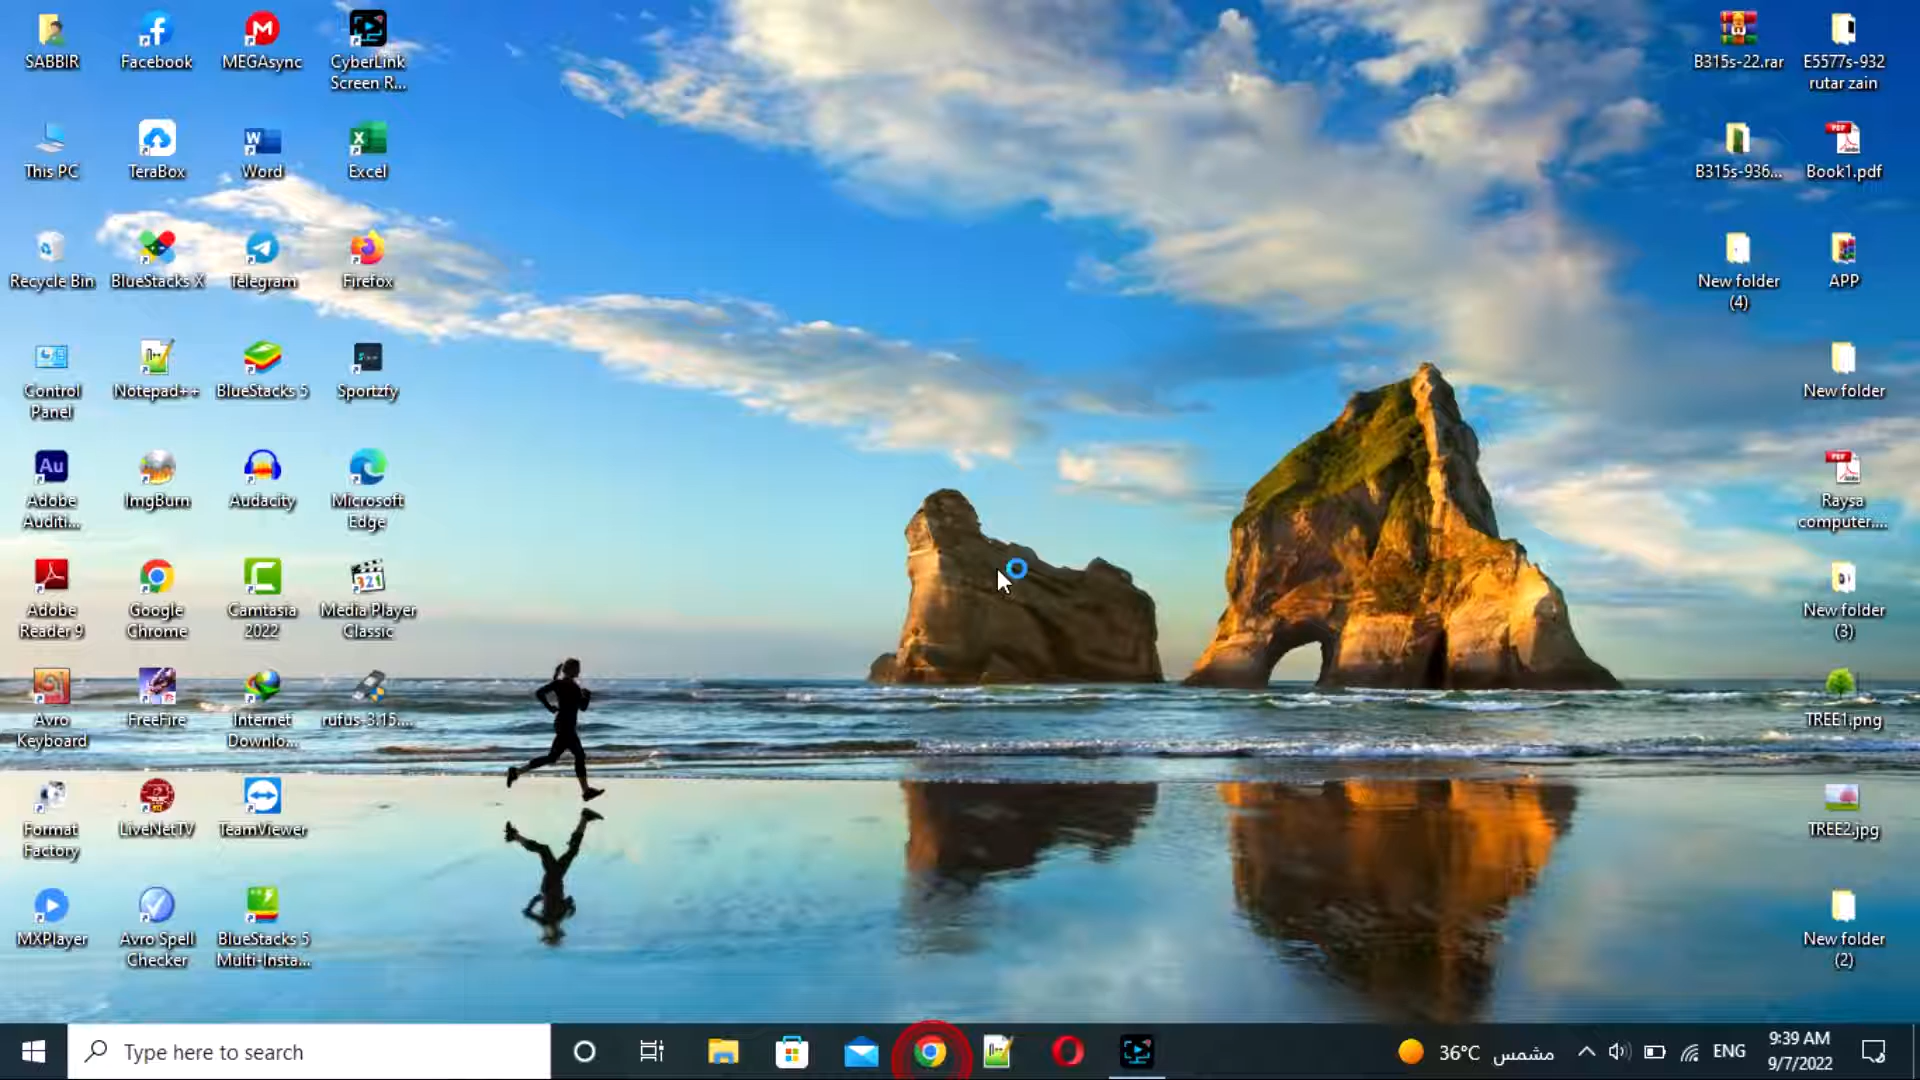 SABBIR
Facebook
MEGAsync
CyberLink
Screen R...
This PC
TeraBox
Word
Excel
Recycle Bin
BlueStacks X
Telegram
Firefox
Control
Panel
Notepad++
BlueStacks 5
Sportzfy
Adobe
Auditi...
ImgBurn
Audacity
Microsoft
Edge
Adobe
Reader 9
Google
Chrome
Camtasia
2022
Media Player
Classic
Avro
Keyboard
FreeFire
Internet
Downlo...
rufus-3.15....
Format
Factory
LiveNetTV
TeamViewer
MXPlayer
Avro Spell
Checker
BlueStacks 5
Multi-Insta...
B315s-22.rar
E5577s-932
rutar zain
B315s-936...
Book1.pdf
New folder
(4)
APP
New folder
Raysa
computer....
New folder
(3)
TREE1.png
TREE2.jpg
New folder
(2)
Type here to search
36°C مشمس
ENG
9:39 AM
9/7/2022